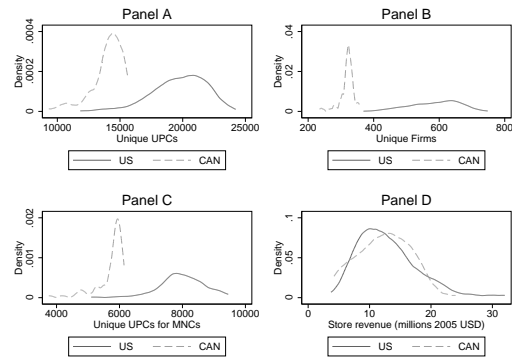 Panel A
Density
0 .0002 .0004
10000 15000 20000 25000
Unique UPCs
US CAN
Panel B
Density
0 .02 .04
200 400 600 800
Unique Firms
US CAN
Panel C
Density
0 .001 .002
4000 6000 8000 10000
Unique UPCs for MNCs
US CAN
Panel D
Density
0 .05 .1
0 10 20 30
Store revenue (millions 2005 USD)
US CAN